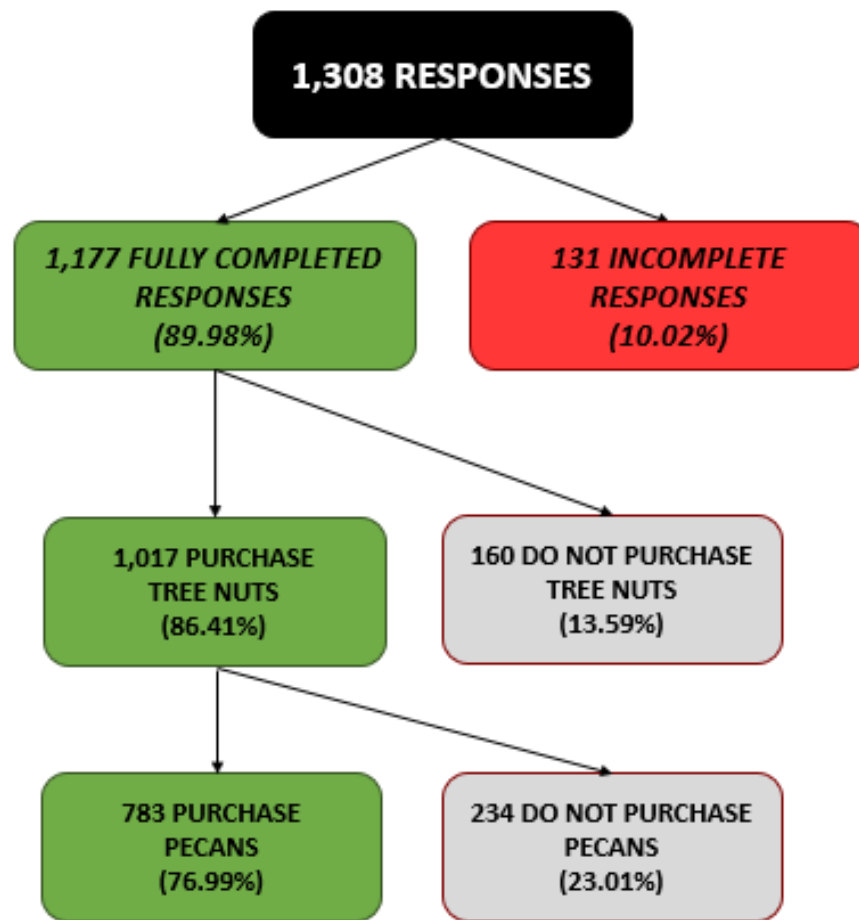 1,308 RESPONSES
1,177 FULLY COMPLETED
RESPONSES
(89.98%)
131 INCOMPLETE
RESPONSES
(10.02%)
1,017 PURCHASE
TREE NUTS
(86.41%)
160 DO NOT PURCHASE
TREE NUTS
(13.59%)
783 PURCHASE
PECANS
(76.99%)
234 DO NOT PURCHASE
PECANS
(23.01%)